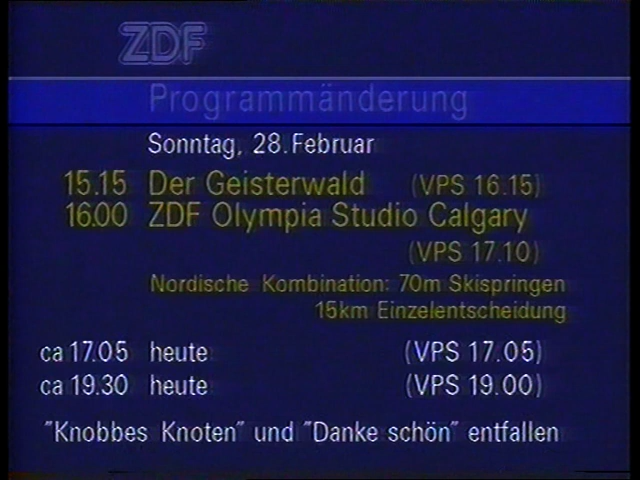 ZDF
Programmänderung
Sonntag, 28.Februar
15.15 Der Geisterwald (VPS 16.15)
16.00 ZDF Olympia Studio Calgary
(VPS 17.10)
Nordische Kombination: 70m Skispringen
15km Einzelentscheidung
ca 17.05 heute (VPS 17.05)
ca 19.30 heute (VPS 19.00)
"Knobbes Knoten" und "Danke schön" entfallen